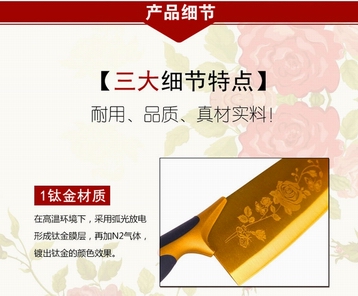 产品细节
【三大细节特点】
耐用、品质、真材实料!
1钛金材质
在高温环境下，采用弧光放电
形成钛金膜层，再加N2气体，
镀出钛金的颜色效果。